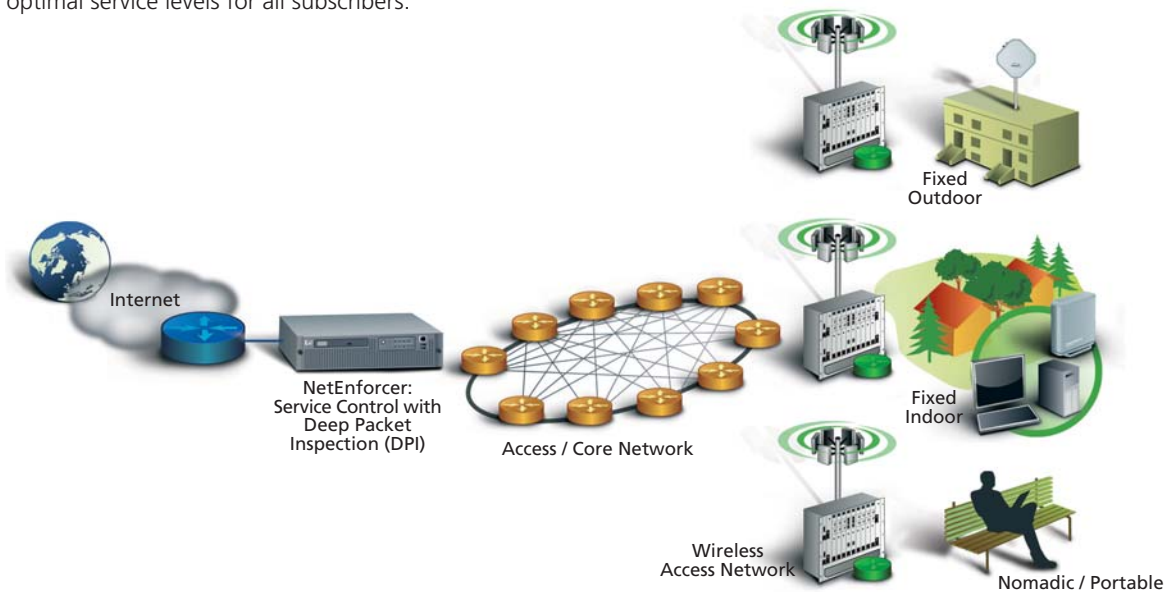 optimal service levels for all subscribers.
Fixed
Outdoor
Internet
NetEnforcer:
Service Control with
Deep Packet
Inspection (DPI)
Access / Core Network
Fixed
Indoor
Wireless
Access Network
Nomadic / Portable